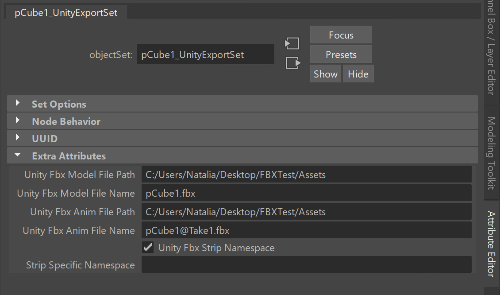 pCube1_UnityExportSet
Focus
objectSet: pCube1_UnityExportSet
Presets
Show Hide
Set Options
Node Behavior
UUID
Extra Attributes
Unity Fbx Model File Path C:/Users/Natalia/Desktop/FBXTest/Assets
Unity Fbx Model File Name pCube1.fbx
Unity Fbx Anim File Path C:/Users/Natalia/Desktop/FBXTest/Assets
Unity Fbx Anim File Name pCube1@Take1.fbx
Unity Fbx Strip Namespace
Strip Specific Namespace
Box / Layer Editor
Modeling Toolkit
Attribute Editor